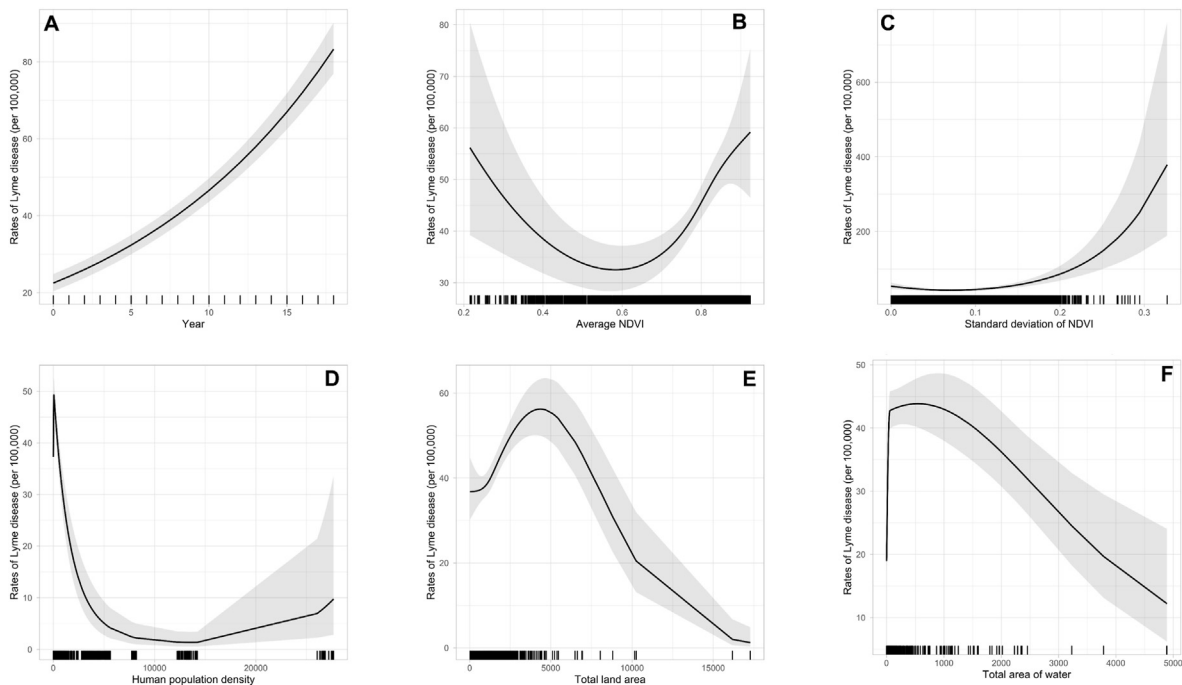 A
Rates of Lyme disease (per 100,000)
80
60
40
20
0
5
10
15
Year
B
Rates of Lyme disease (per 100,000)
80
70
60
50
40
30
0.2
0.4
0.6
0.8
Average NDVI
C
Rates of Lyme disease (per 100,000)
600
400
200
0.0
0.1
0.2
0.3
Standard deviation of NDVI
D
Rates of Lyme disease (per 100,000)
50
40
30
20
10
0
0
10000
20000
Human population density
E
Rates of Lyme disease (per 100,000)
60
40
20
0
0
5000
10000
15000
Total land area
F
Rates of Lyme disease (per 100,000)
50
40
30
20
10
0
1000
2000
3000
4000
5000
Total area of water